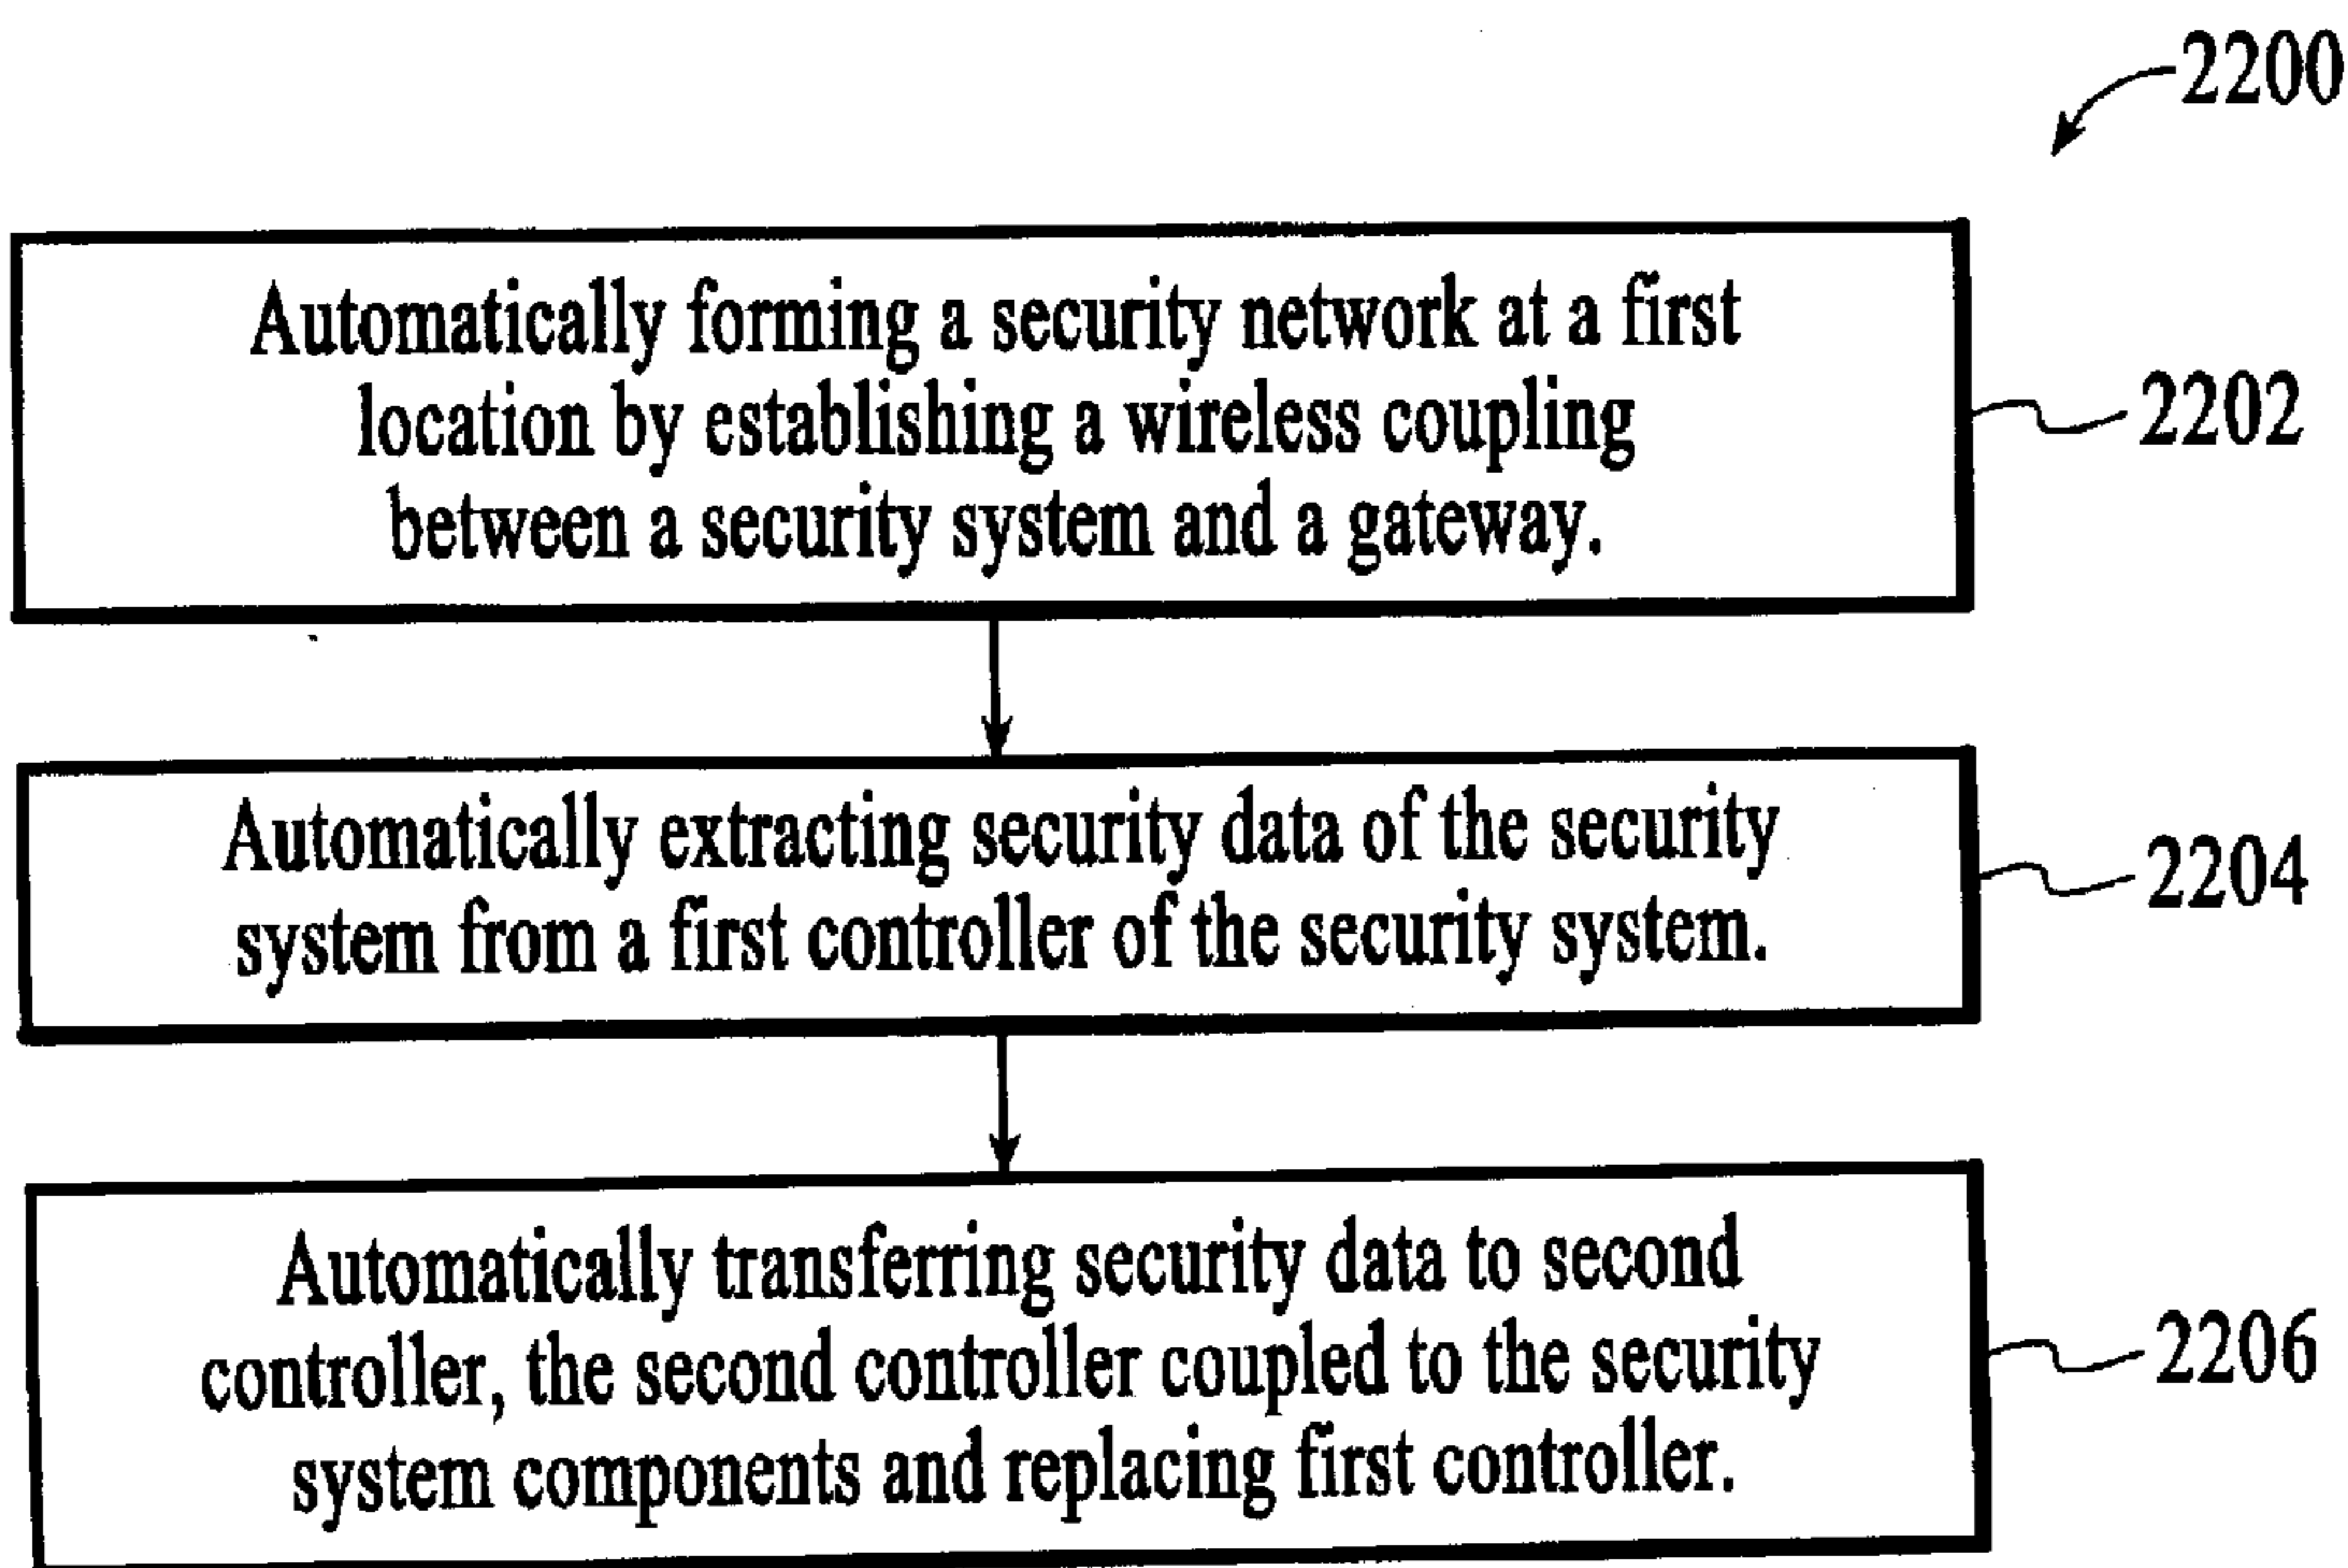 2200
Automatically forming a security network at a first
location by establishing a wireless coupling
between a security system and a gateway.
2202
Automatically extracting security data of the security
system from a first controller of the security system.
2204
Automatically transferring security data to second
controller, the second controller coupled to the security
system components and replacing first controller.
2206